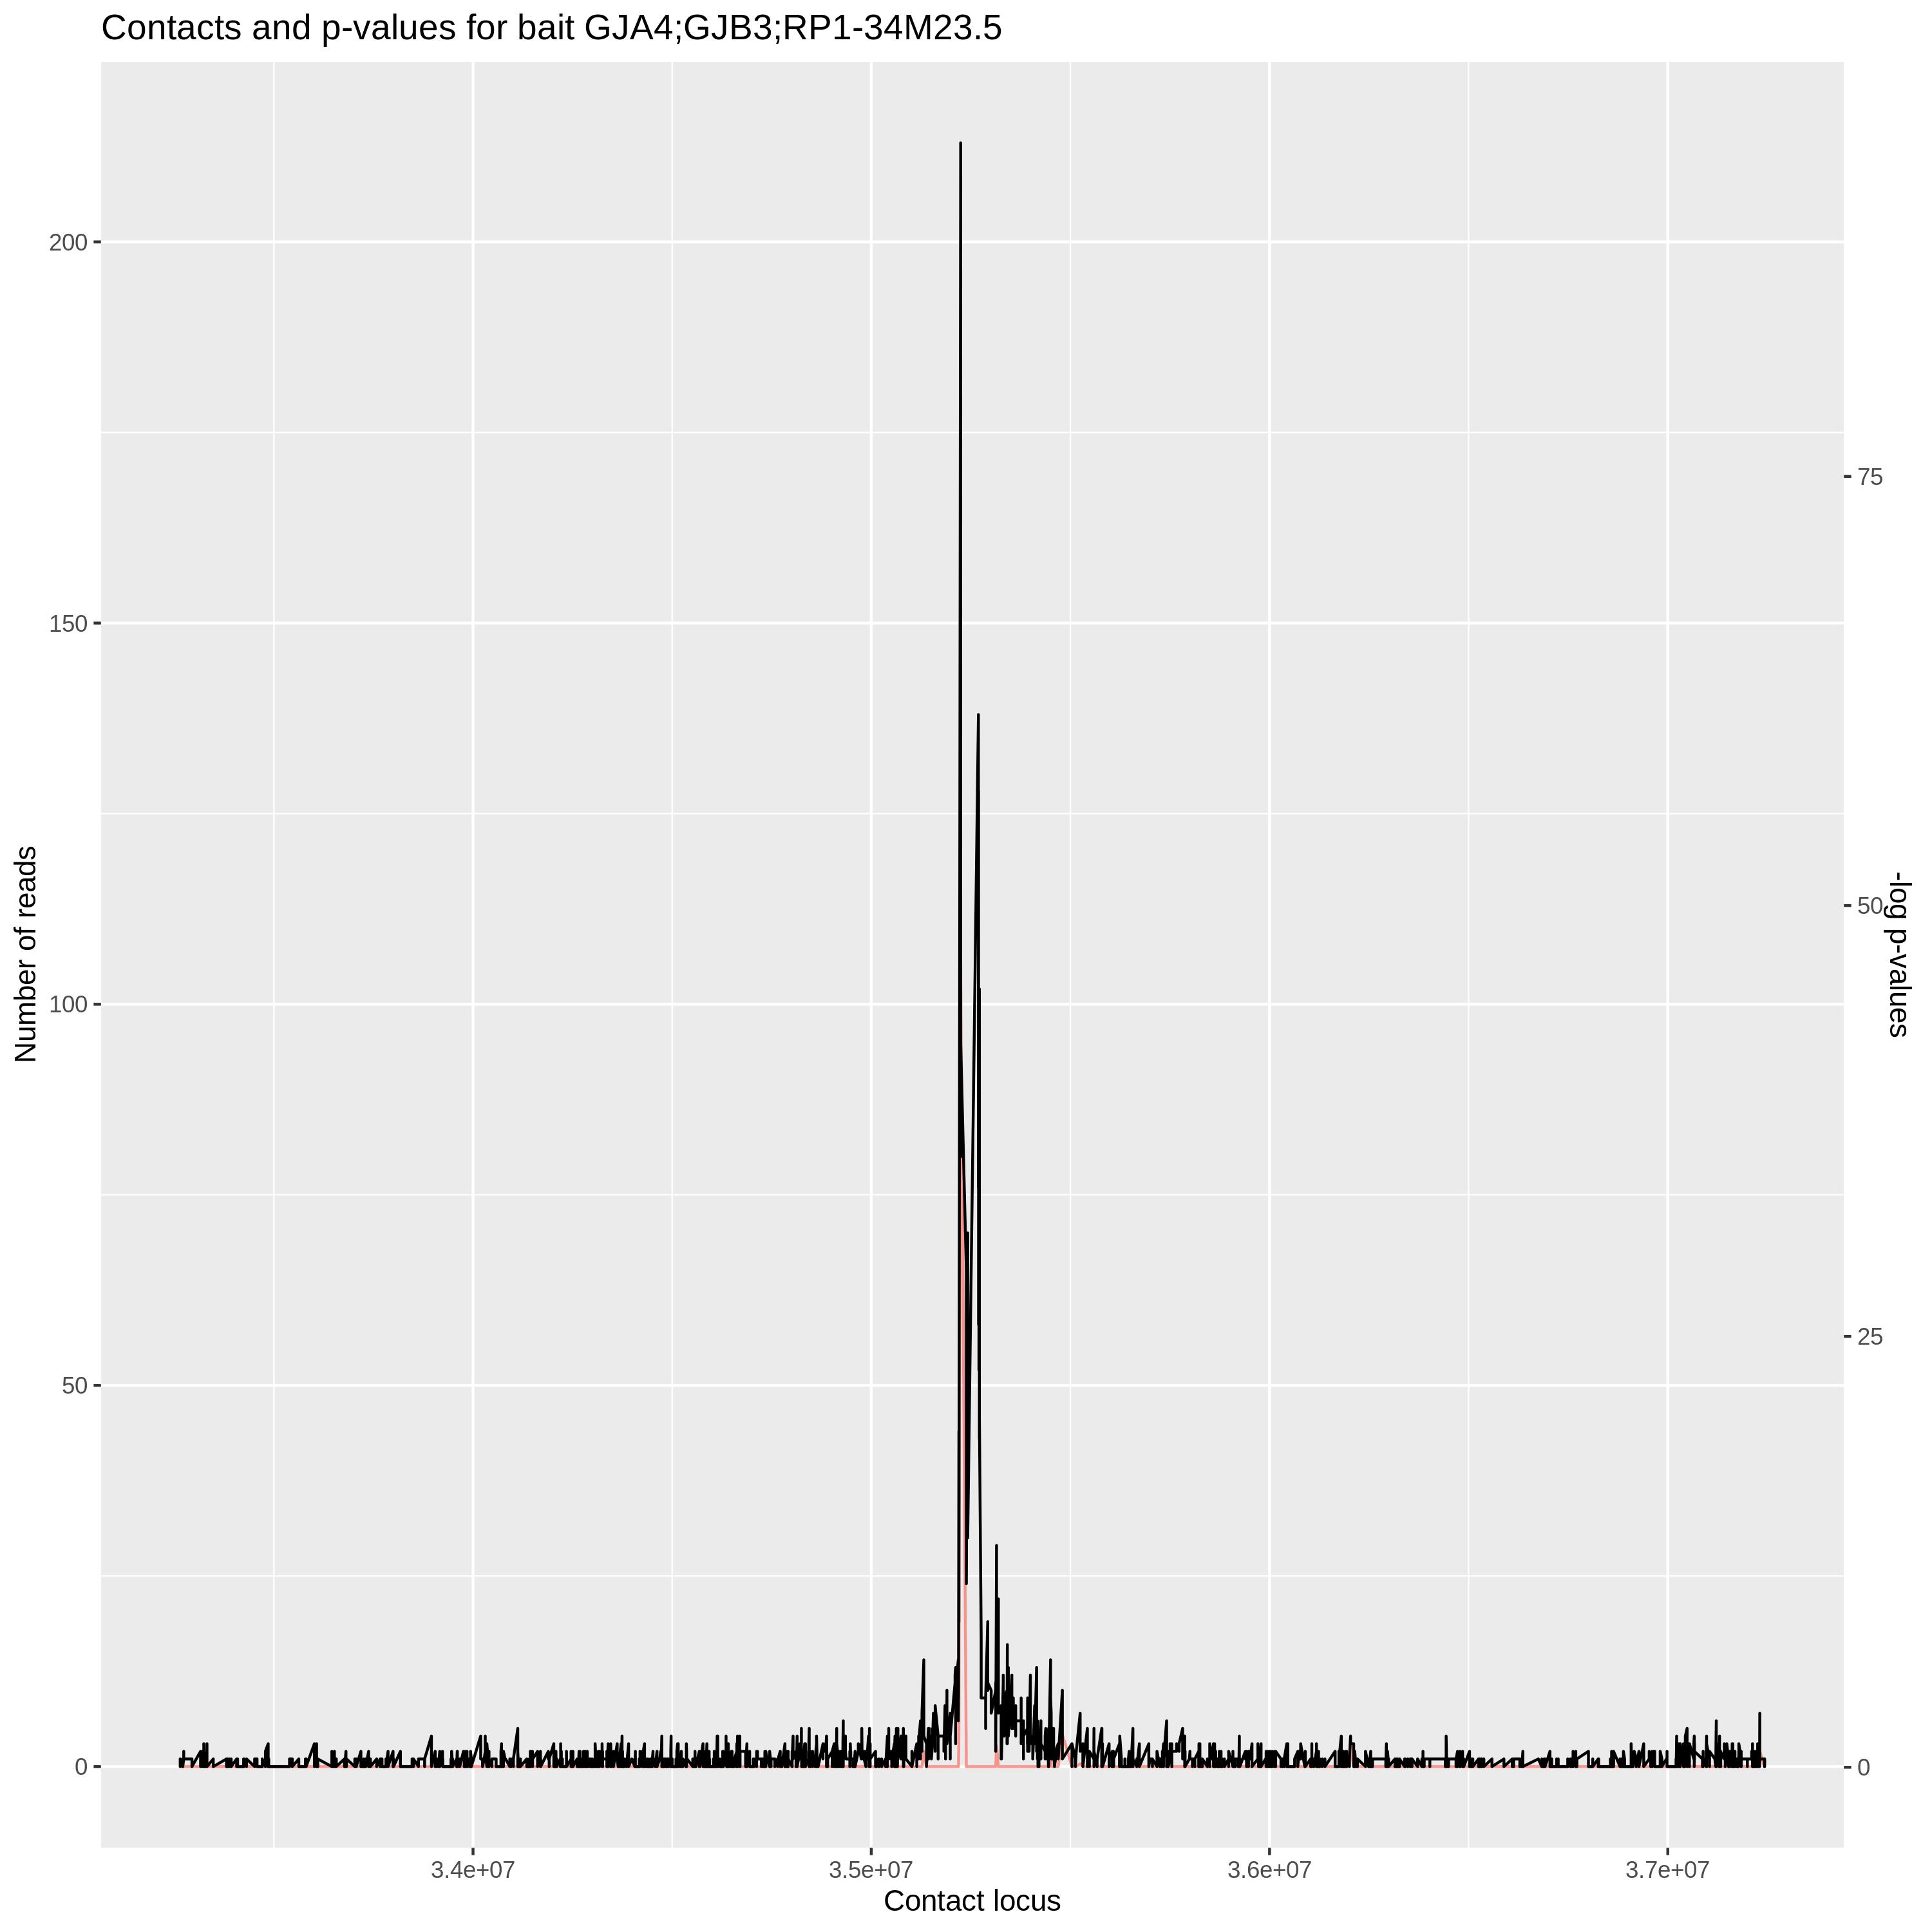 Contacts and p-values for bait GJA4;GJB3;RP1-34M23.5
200
150
100
50
0
Number of reads
75
50
25
0
-log p-values
3.4e+07 3.5e+07 3.6e+07 3.7e+07
Contact locus